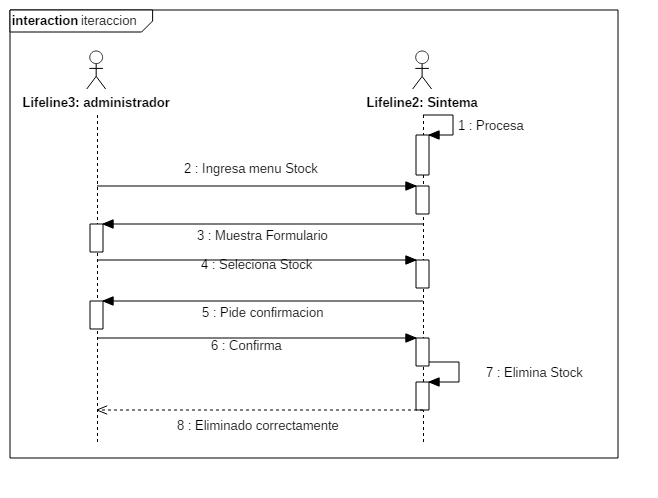 interaction iteraccion
Lifeline3: administrador
Lifeline2: Sintema
1 : Procesa
2 : Ingresa menu Stock
3 : Muestra Formulario
4 : Seleciona Stock
5 : Pide confirmacion
6 : Confirma
7 : Elimina Stock
8 : Eliminado correctamente